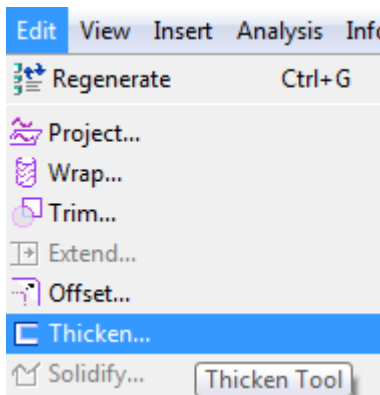 Edit View Insert Analysis Info
Regenerate Ctrl+G
Project...
Wrap...
Trim...
Extend...
Offset...
Thicken...
Solidify... Thicken Tool